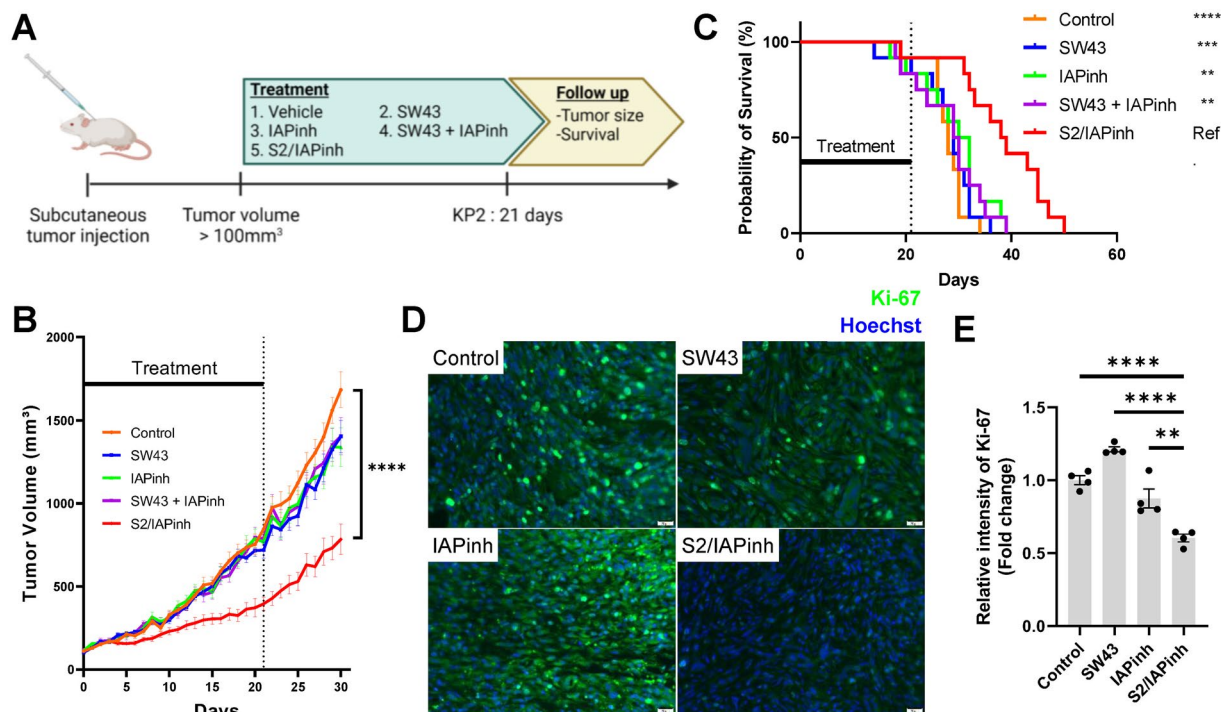 A
Treatment
1. Vehicle 2. SW43
3. IAPinh 4. SW43 + IAPinh
5. S2/IAPinh
Follow up
-Tumor size
-Survival
Subcutaneous
tumor injection
Tumor volume
> 100mm³
KP2 : 21 days
B
Tumor Volume (mm³)
2000
1500
1000
500
0
Treatment
Control
SW43
IAPinh
SW43 + IAPinh
S2/IAPinh
****
0 5 10 15 20 25 30
Days
C
Probability of Survival (%)
100
50
0
Treatment
0 20 40 60
Days
Control ****
SW43 ***
IAPinh **
SW43 + IAPinh **
S2/IAPinh Ref
.
D
Ki-67
Hoechst
Control
SW43
IAPinh
S2/IAPinh
E
Relative intensity of Ki-67
(Fold change)
****
****
**
1.5
1.0
0.5
0.0
Control
SW43
IAPinh
S2/IAPinh